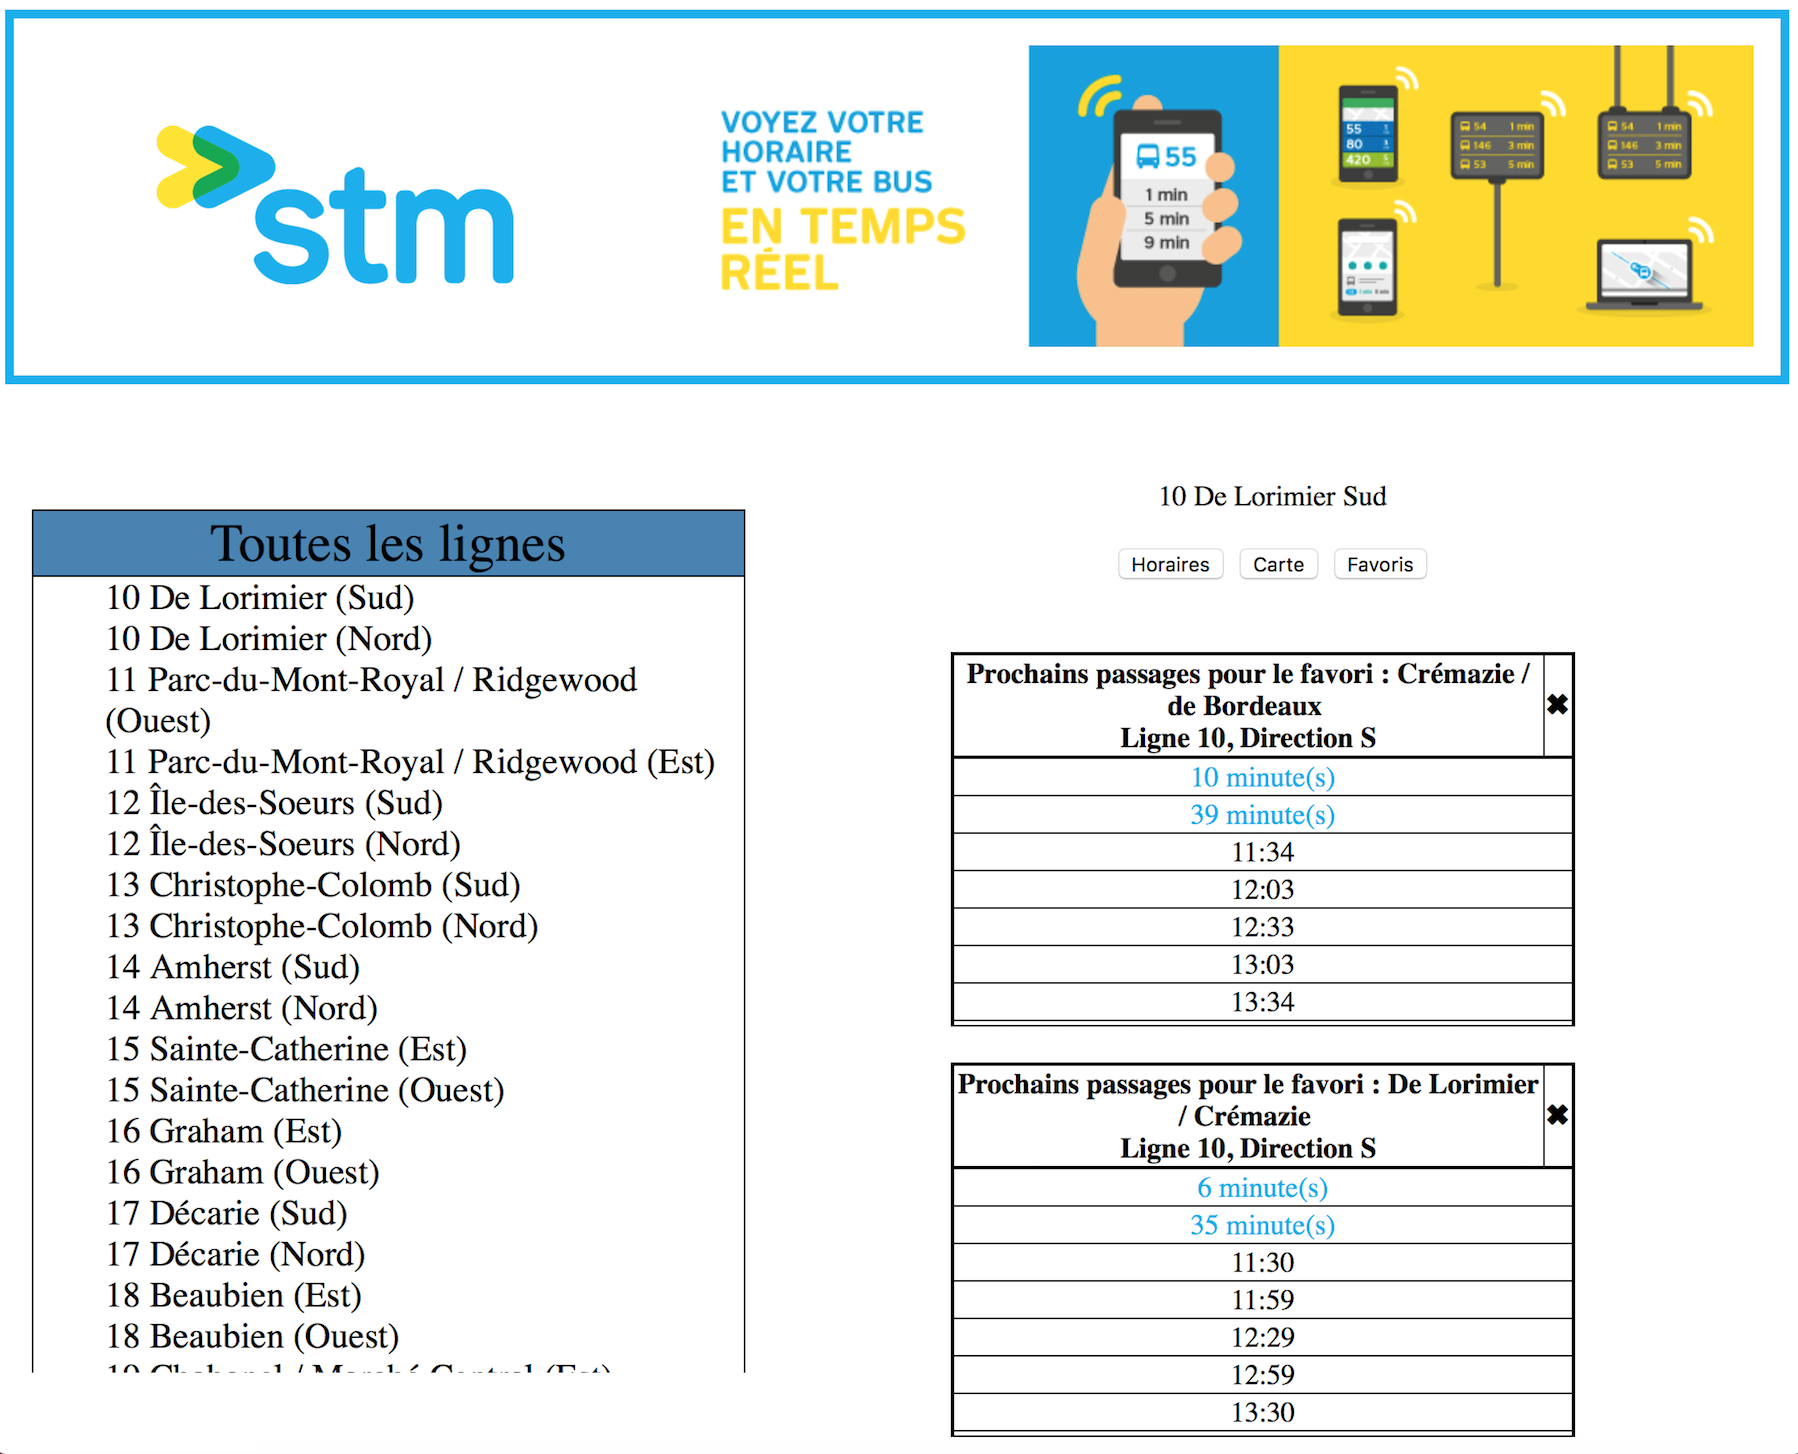 stm
VOYEZ VOTRE
HORAIRE
ET VOTRE BUS
EN TEMPS
RÉEL
55
1 min
5 min
9 min
55
80
420
54 1 min
146 3 min
53 5 min
54 1 min
146 3 min
53 5 min
Toutes les lignes
10 De Lorimier (Sud)
10 De Lorimier (Nord)
11 Parc-du-Mont-Royal / Ridgewood
(Ouest)
11 Parc-du-Mont-Royal / Ridgewood (Est)
12 Île-des-Soeurs (Sud)
12 Île-des-Soeurs (Nord)
13 Christophe-Colomb (Sud)
13 Christophe-Colomb (Nord)
14 Amherst (Sud)
14 Amherst (Nord)
15 Sainte-Catherine (Est)
15 Sainte-Catherine (Ouest)
16 Graham (Est)
16 Graham (Ouest)
17 Décarie (Sud)
17 Décarie (Nord)
18 Beaubien (Est)
18 Beaubien (Ouest)
10 De Lorimier Sud
Horaires Carte Favoris
Prochains passages pour le favori : Crémazie /
de Bordeaux
Ligne 10, Direction S
✖
10 minute(s)
39 minute(s)
11:34
12:03
12:33
13:03
13:34
Prochains passages pour le favori : De Lorimier
/ Crémazie
Ligne 10, Direction S
✖
6 minute(s)
35 minute(s)
11:30
11:59
12:29
12:59
13:30